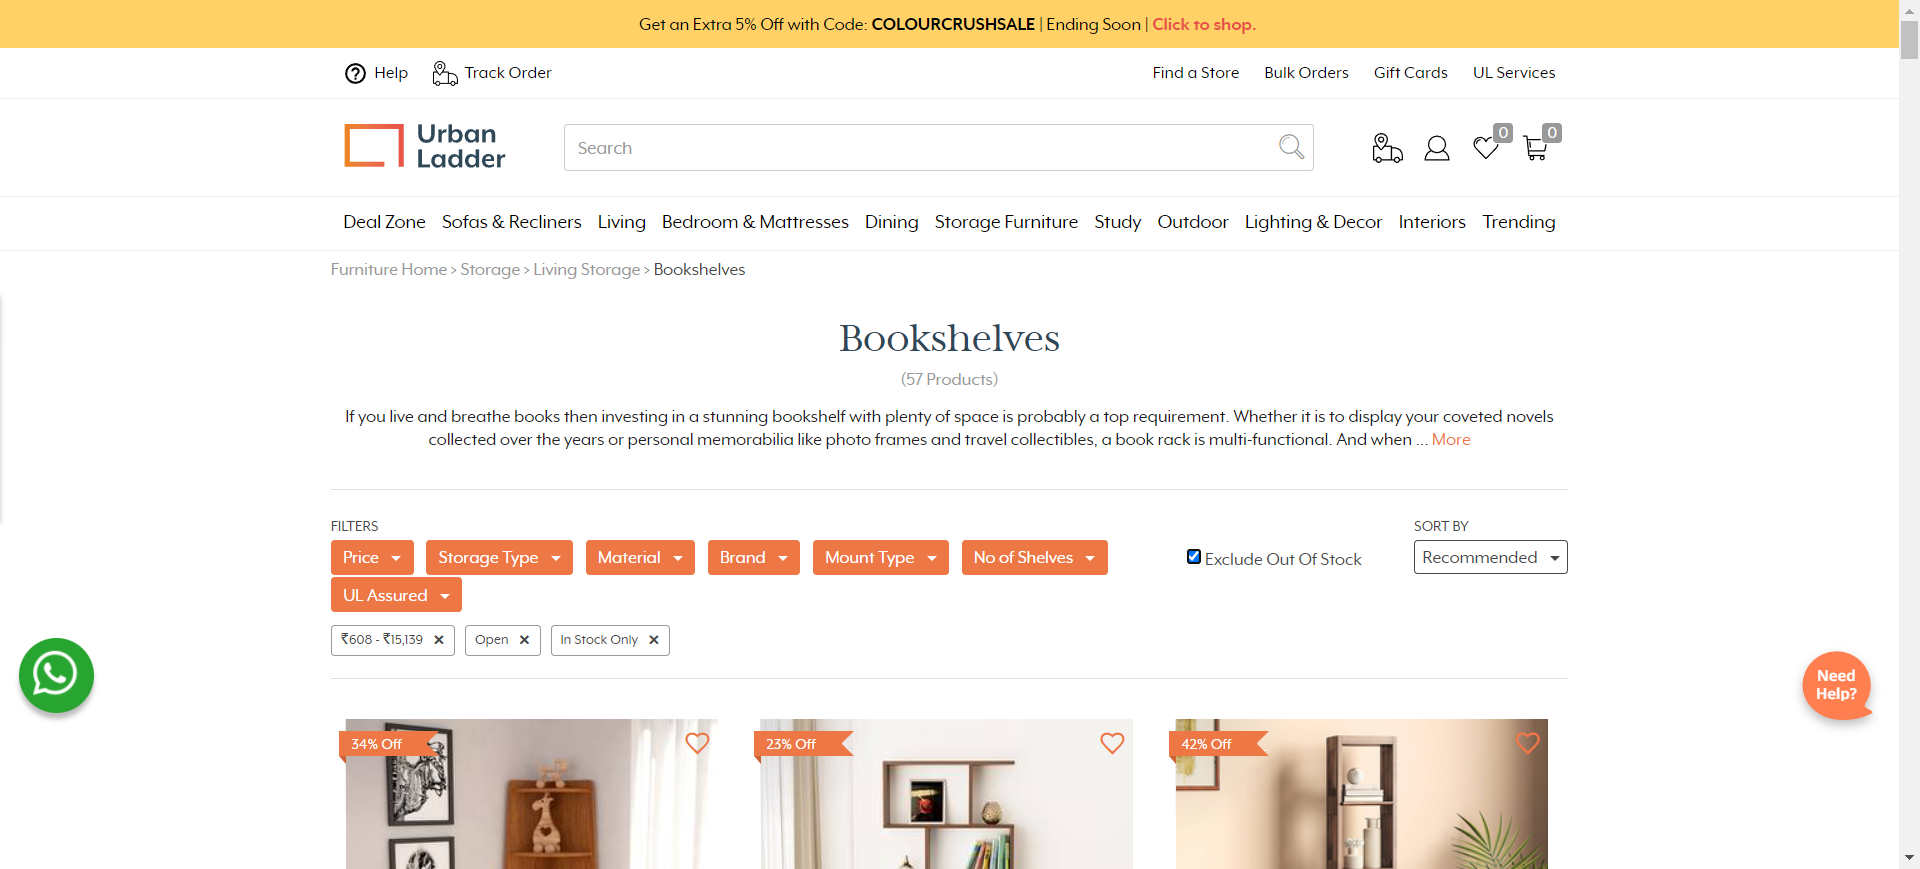 Get an Extra 5% Off with Code: COLOURCRUSHSALE | Ending Soon | Click to shop.
Help Track Order Find a Store Bulk Orders Gift Cards UL Services
Urban Ladder
Search
0 0
Deal Zone Sofas & Recliners Living Bedroom & Mattresses Dining Storage Furniture Study Outdoor Lighting & Decor Interiors Trending
Furniture Home > Storage > Living Storage > Bookshelves
Bookshelves
(57 Products)
If you live and breathe books then investing in a stunning bookshelf with plenty of space is probably a top requirement. Whether it is to display your coveted novels
collected over the years or personal memorabilia like photo frames and travel collectibles, a book rack is multi-functional. And when ... More
FILTERS SORT BY
Price Storage Type Material Brand Mount Type No of Shelves Exclude Out Of Stock Recommended
UL Assured
₹608 - ₹15,139 ✕ Open ✕ In Stock Only ✕
Need
Help?
34% Off 23% Off 42% Off